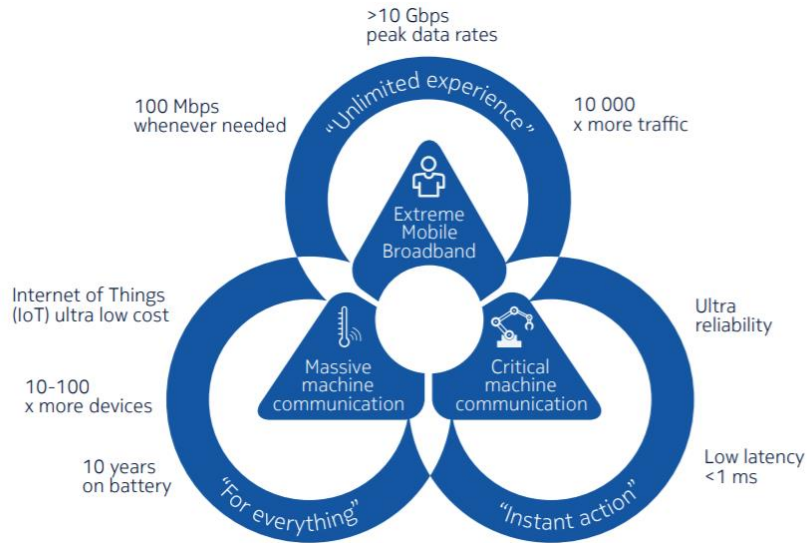 >10 Gbps
peak data rates
100 Mbps
whenever needed
"Unlimited experience"
10 000
x more traffic
Extreme
Mobile
Broadband
Internet of Things
(IoT) ultra low cost
10-100
x more devices
10 years
on battery
Massive
machine
communication
"For everything"
Critical
machine
communication
"Instant action"
Ultra
reliability
Low latency
<1 ms